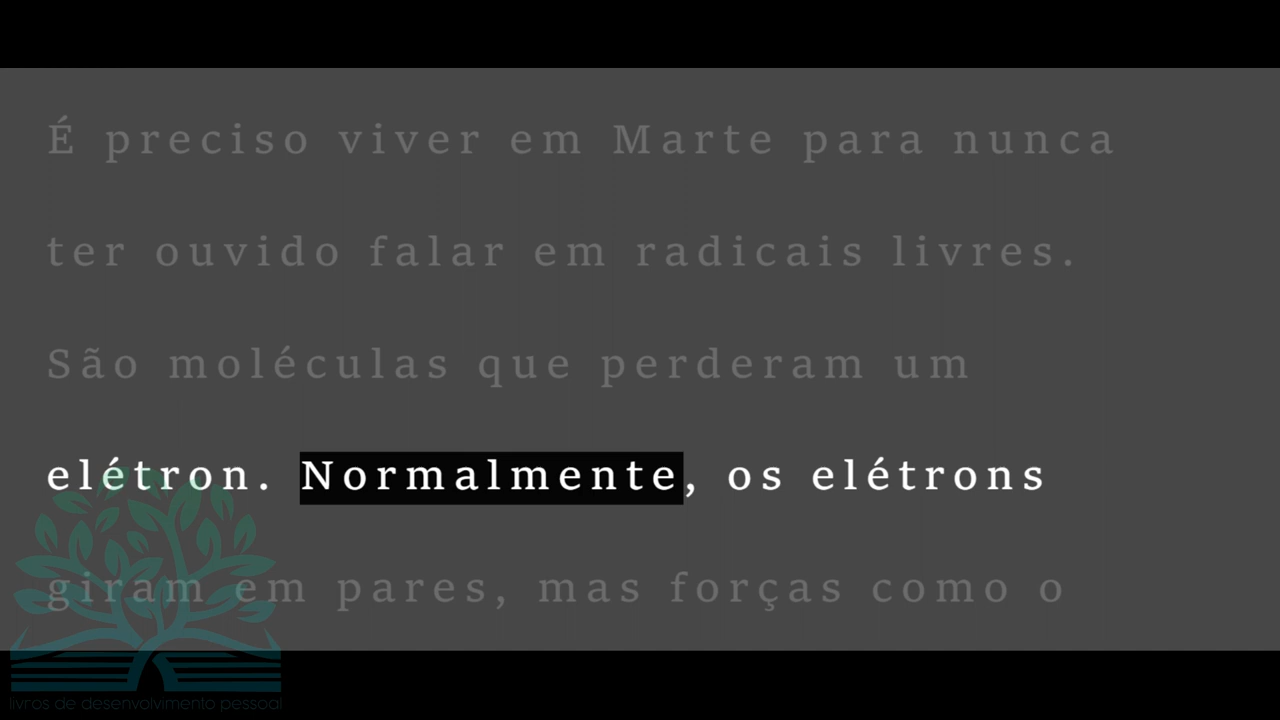 É preciso viver em Marte para nunca
ter ouvido falar em radicais livres.
São moléculas que perderam um
elétron. Normalmente, os elétrons
giram em pares, mas forças como o
livros de desenvolvimento pessoal